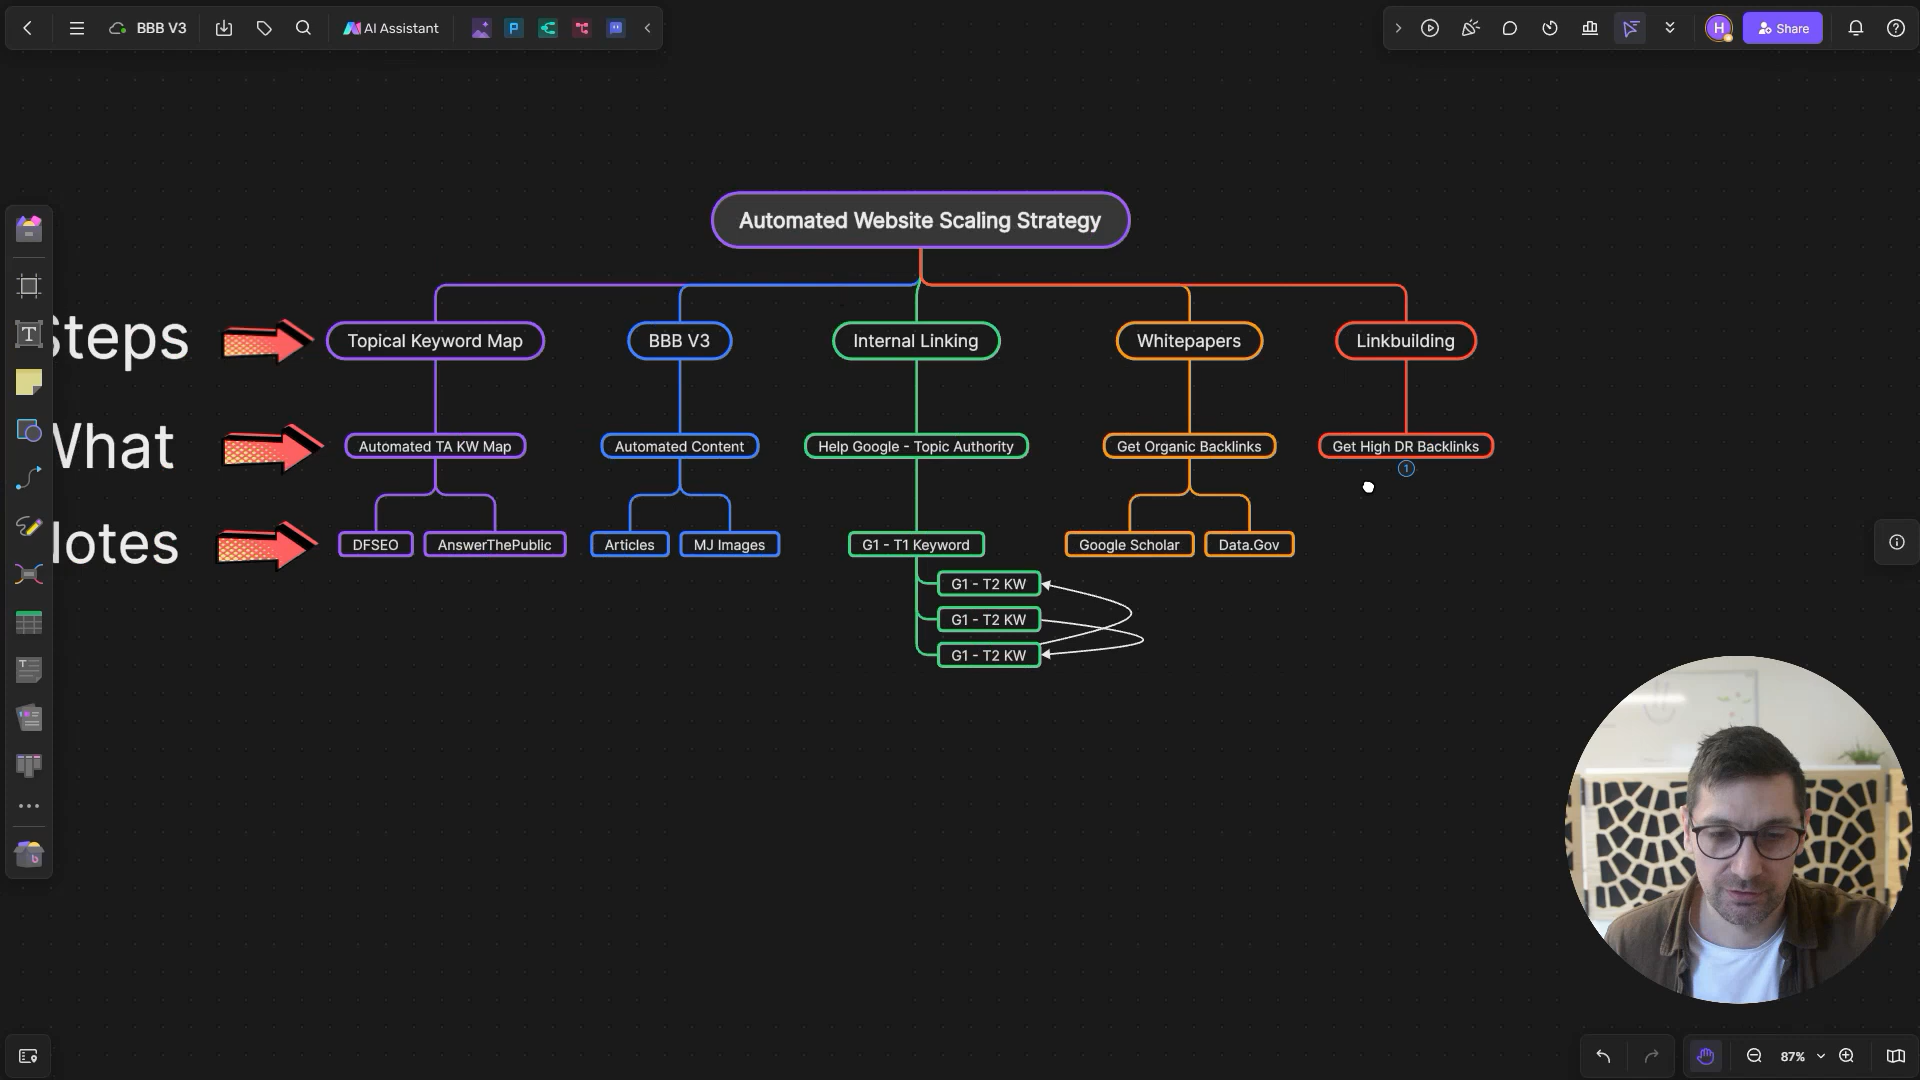 BBB V3
AI Assistant
H
Share
Automated Website Scaling Strategy
Steps
Topical Keyword Map
BBB V3
Internal Linking
Whitepapers
Linkbuilding
What
Automated TA KW Map
Automated Content
Help Google - Topic Authority
Get Organic Backlinks
Get High DR Backlinks
1
Notes
DFSEO
AnswerThePublic
Articles
MJ Images
G1 - T1 Keyword
Google Scholar
Data.Gov
G1 - T2 KW
G1 - T2 KW
G1 - T2 KW
87%